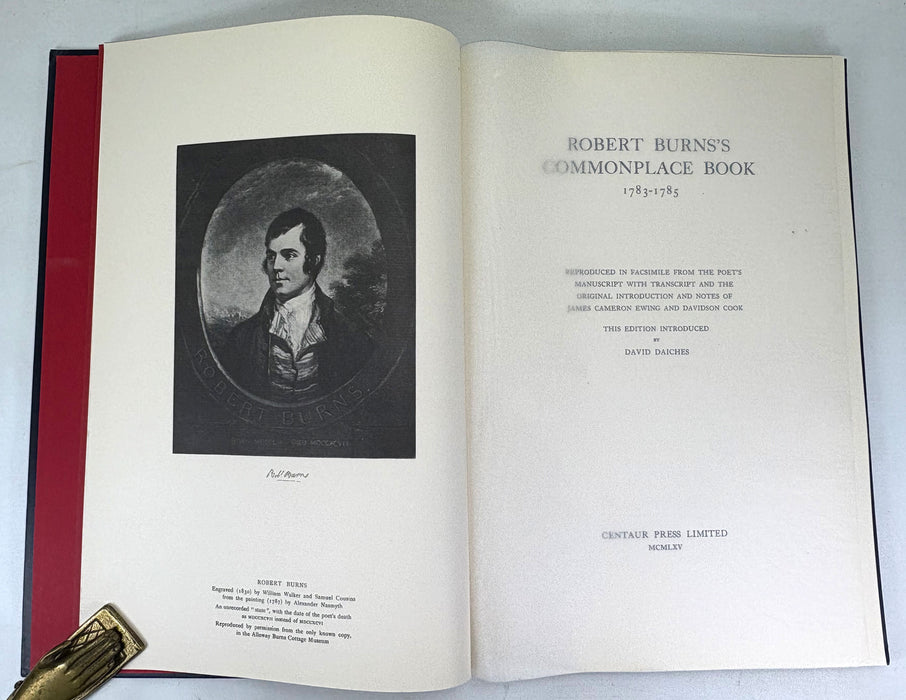 ROBERT BURNS.
Robt Burns
ROBERT BURNS
Engraved (1830) by William Walker and Samuel Cousins
from the painting (1787) by Alexander Nasmyth
An unrecorded "state", with the date of the poet's death
as MDCCXCVII instead of MDCCXCVI
Reproduced by permission from the only known copy,
in the Alloway Burns Cottage Museum
ROBERT BURNS'S
COMMONPLACE BOOK
1783-1785
REPRODUCED IN FACSIMILE FROM THE POET'S
MANUSCRIPT WITH TRANSCRIPT AND THE
ORIGINAL INTRODUCTION AND NOTES OF
JAMES CAMERON EWING AND DAVIDSON COOK
THIS EDITION INTRODUCED
BY
DAVID DAICHES
CENTAUR PRESS LIMITED
MCMLXV